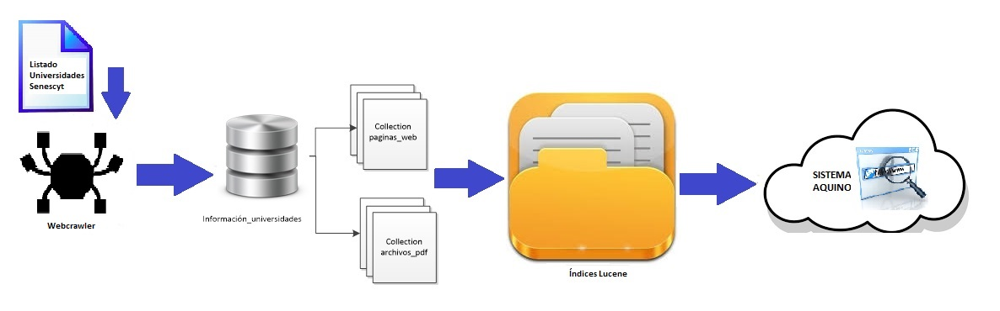 Listado
Universidades
Senescyt
Webcrawler
Información_universidades
Collection
paginas_web
Collection
archivos_pdf
Índices Lucene
SISTEMA
AQUINO